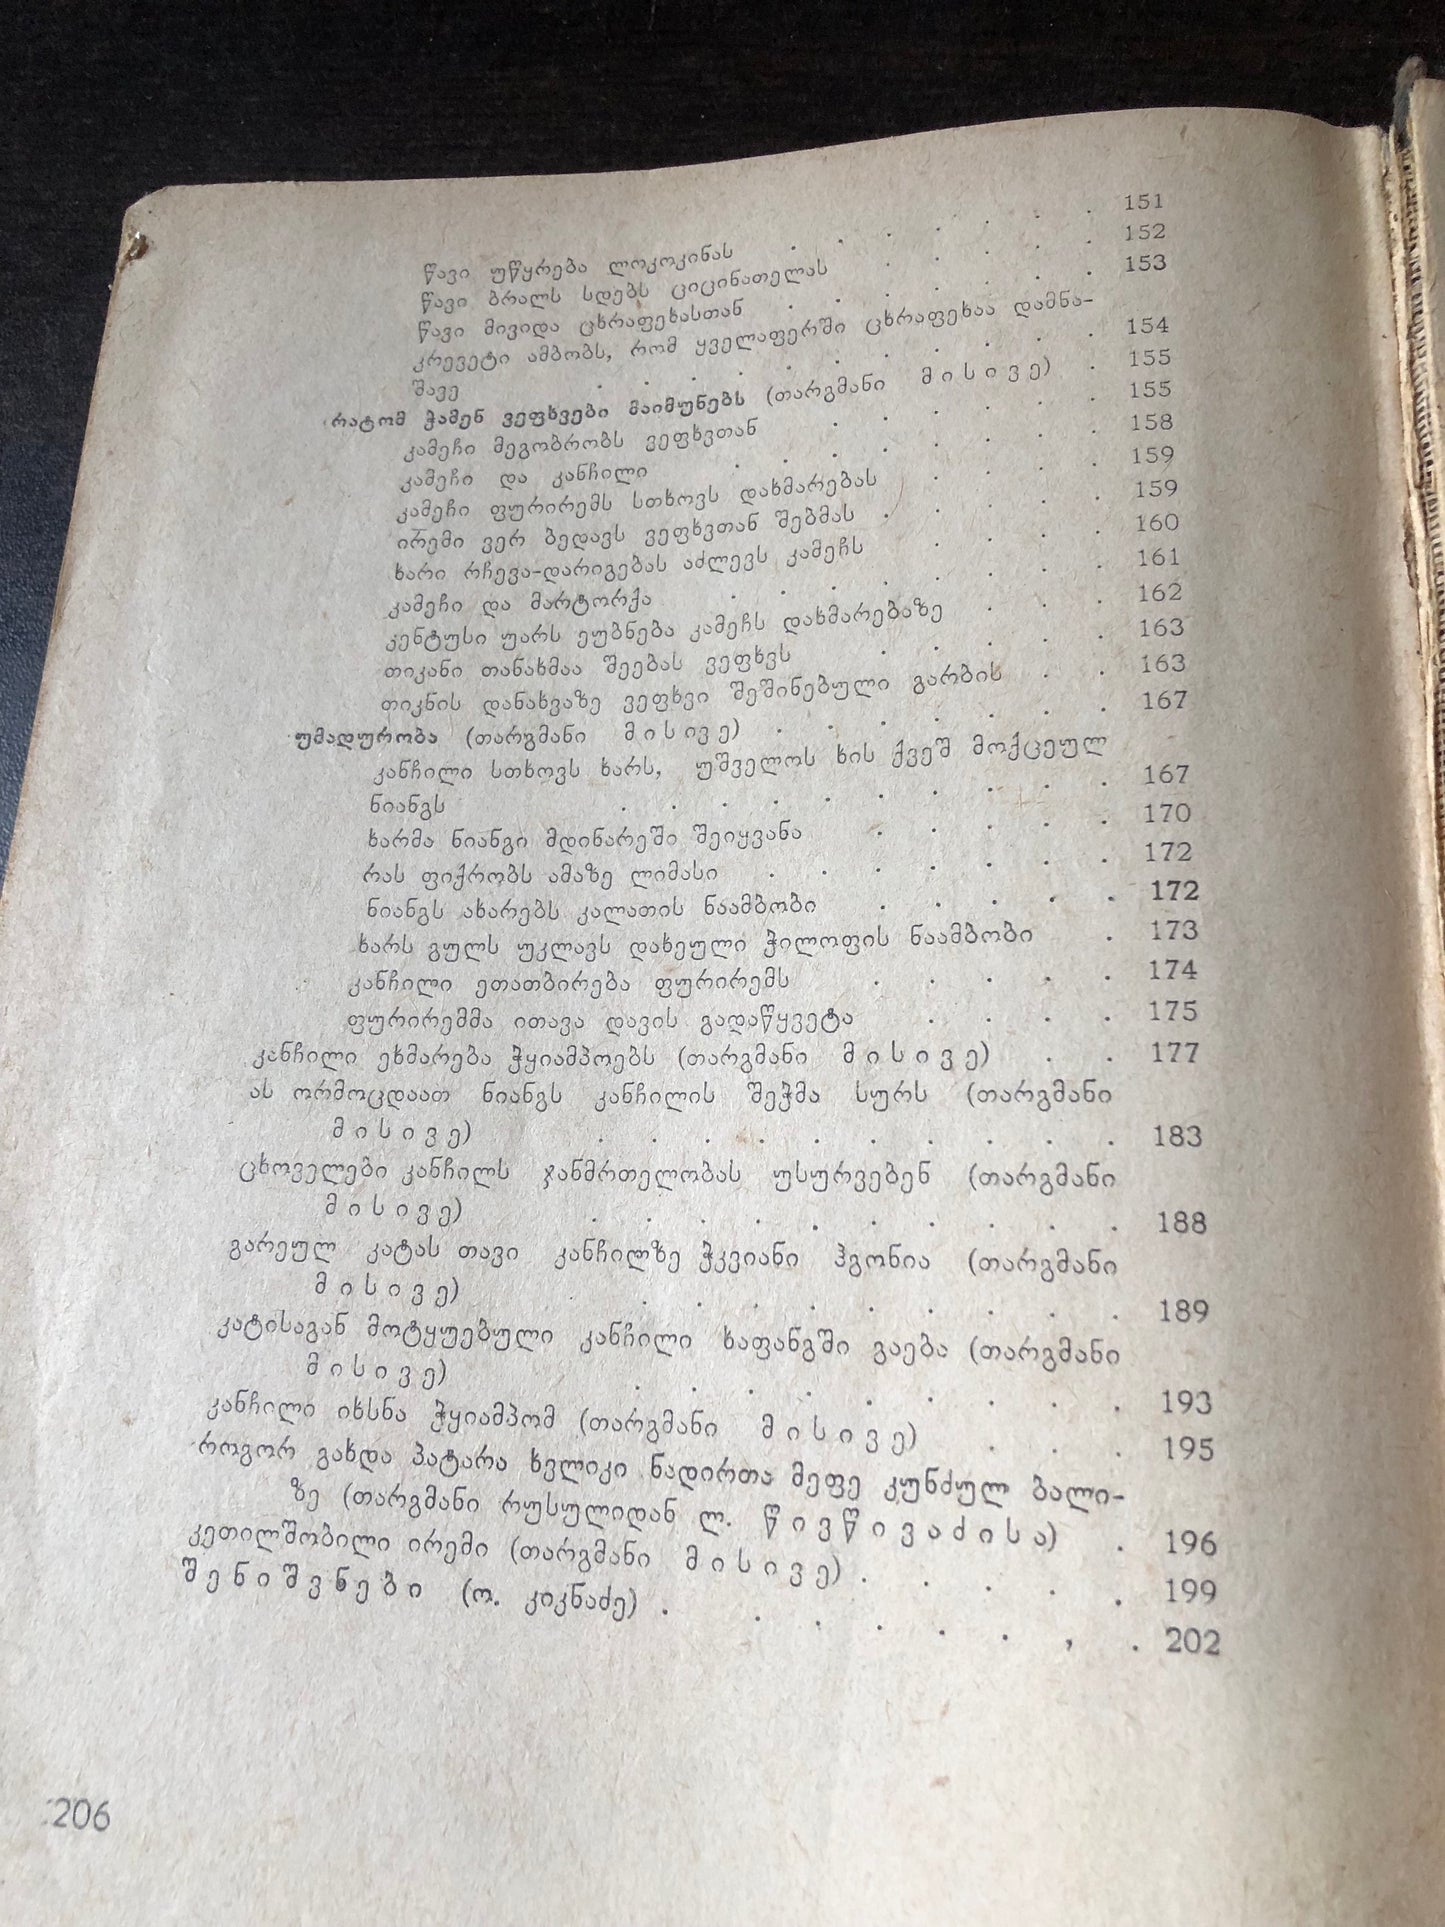 წავი უწყრება ლოკოკინას . . . . . . . 151
წავი ბრალს სდებს ციცინათელას . . . . . 152
წავი მივიდა ცხრაფეხასთან . . . . . . . 153
კრევეტი ამბობს, რომ ყველაფერში ცხრაფეხაა დამნა-
შავე . . . . . . . . . . 154
რატომ ჭამენ ვეფხვები მაიმუნებს (თარგმანი მისივე) . 155
კამეჩი მეგობრობს ვეფხვთან . . . . . . 155
კამეჩი და კანჩილი . . . . . . . . 158
კამეჩი ფურირემს სთხოვს დახმარებას . . . . 159
ირემი ვერ ბედავს ვეფხვთან შებმას . . . . . 159
ხარი რჩევა-დარიგებას აძლევს კამეჩს . . . . 160
კამეჩი და მარტორქა . . . . . . . . 161
კენტუსი უარს ეუბნება კამეჩს დახმარებაზე . . . 162
თიკანი თანახმაა შეებას ვეფხვს . . . . . 163
თიკნის დანახვაზე ვეფხვი შეშინებული გარბის . . 163
უმადურობა (თარგმანი მისივე) . . . . . . . 167
კანჩილი სთხოვს ხარს, უშველოს ხის ქვეშ მოქცეულ
ნიანგს . . . . . . . . . . 167
ხარმა ნიანგი მდინარეში შეიყვანა . . . . . 170
რას ფიქრობს ამაზე ლიმასი . . . . . . . 172
ნიანგს ახარებს კალათის ნაამბობი . . . . . 172
ხარს გულს უკლავს დახეული ჭილოფის ნაამბობი . 173
კანჩილი ეთათბირება ფურირემს . . . . . 174
ფურირემმა ითავა დავის გადაწყვეტა . . . . 175
კანჩილი ეხმარება ჭყიამპოებს (თარგმანი მისივე) . . 177
ას ორმოცდაათ ნიანგს კანჩილის შეჭმა სურს (თარგმანი
მისივე) . . . . . . . . . . 183
ცხოველები კანჩილს ჯანმრთელობას უსურვებენ (თარგმანი
მისივე) . . . . . . . . . . 188
გარეულ კატას თავი კანჩილზე ჭკვიანი ჰგონია (თარგმანი
მისივე) . . . . . . . . . 189
კატისაგან მოტყუებული კანჩილი ხაფანგში გაება (თარგმანი
მისივე) . . . . . . . . . 193
კანჩილი იხსნა ჭყიამპომ (თარგმანი მისივე) . . . 195
როგორ გახდა პატარა ხვლიკი ნადირთა მეფე კუნძულ ბალი-
ზე (თარგმანი რუსულიდან ლ. წივწივაძისა) . 196
კეთილშობილი ირემი (თარგმანი მისივე) . . . . . 199
შენიშვნები (ო. კიკნაძე) . . . . . . , . 202
206